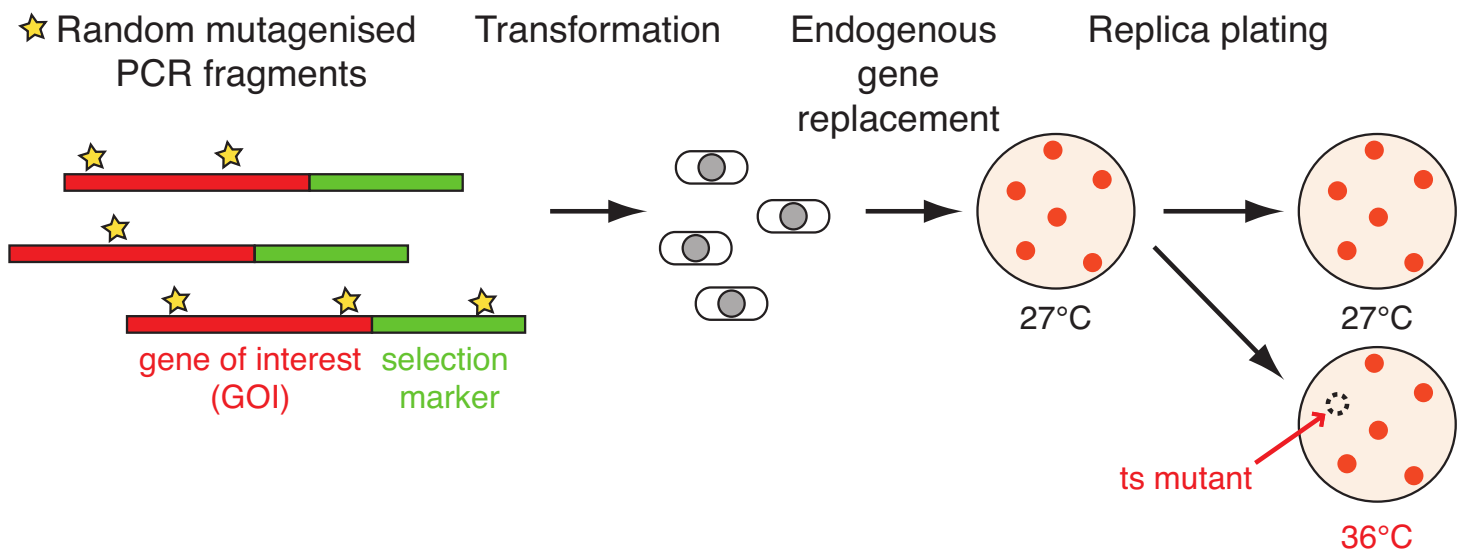 Random mutagenised
PCR fragments
Transformation
Endogenous
gene
replacement
Replica plating
gene of interest
(GOI)
selection
marker
27°C
27°C
ts mutant
36°C